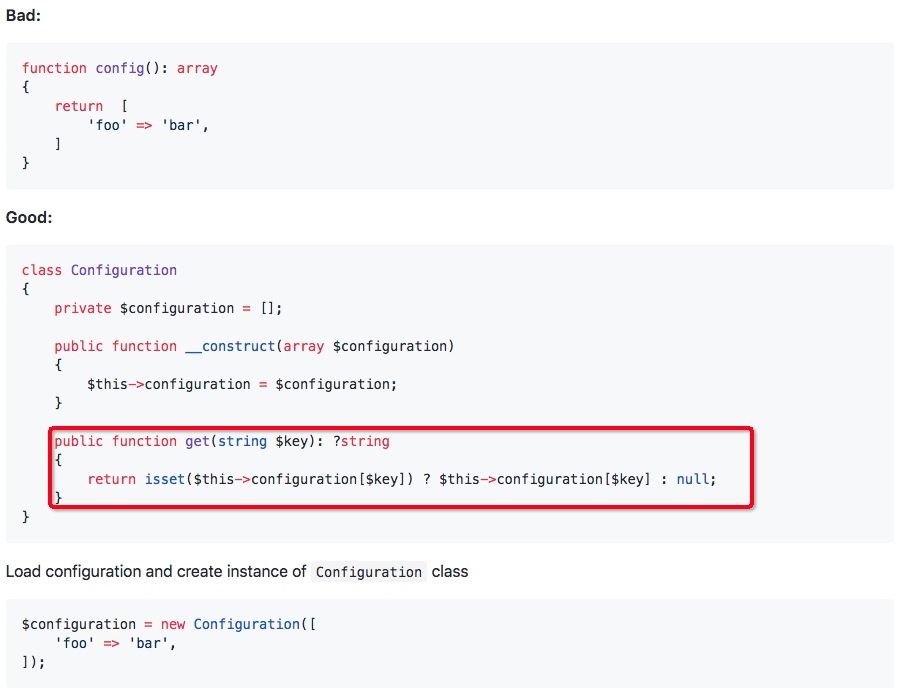 Bad:
function config(): array
{
    return  [
        'foo' => 'bar',
    ]
}
Good:
class Configuration
{
    private $configuration = [];
    public function __construct(array $configuration)
    {
        $this->configuration = $configuration;
    }
    public function get(string $key): ?string
    {
        return isset($this->configuration[$key]) ? $this->configuration[$key] : null;
    }
}
Load configuration and create instance of Configuration class
$configuration = new Configuration([
    'foo' => 'bar',
]);